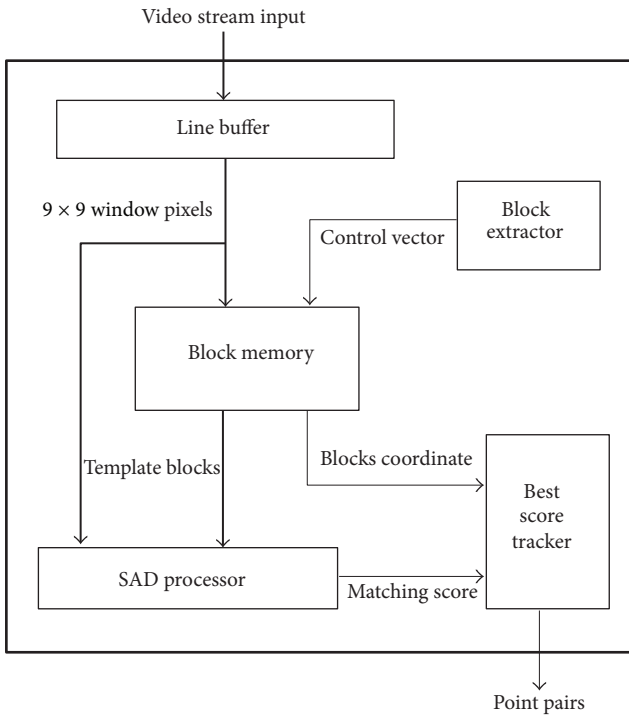 Video stream input
Line buffer
9 × 9 window pixels
Block
extractor
Control vector
Block memory
Template blocks
Blocks coordinate
Best
score
tracker
SAD processor
Matching score
Point pairs